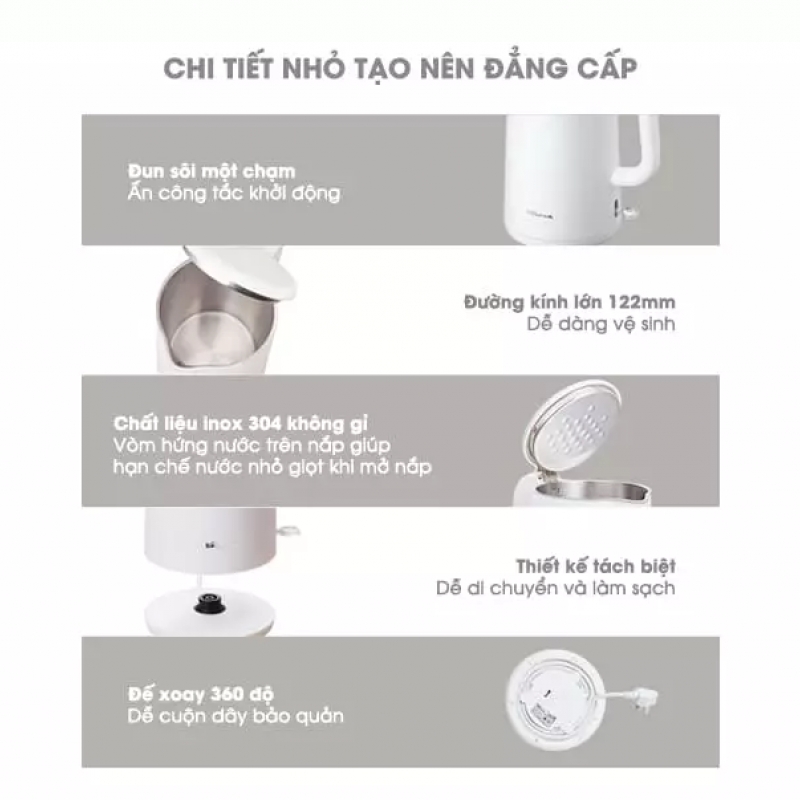 CHI TIẾT NHỎ TẠO NÊN ĐẲNG CẤP
Đun sôi một chạm
Ấn công tắc khởi động
Đường kính lớn 122mm
Dễ dàng vệ sinh
Chất liệu inox 304 không gỉ
Vòm hứng nước trên nắp giúp
hạn chế nước nhỏ giọt khi mở nắp
Thiết kế tách biệt
Dễ di chuyển và làm sạch
Đế xoay 360 độ
Dễ cuộn dây bảo quản